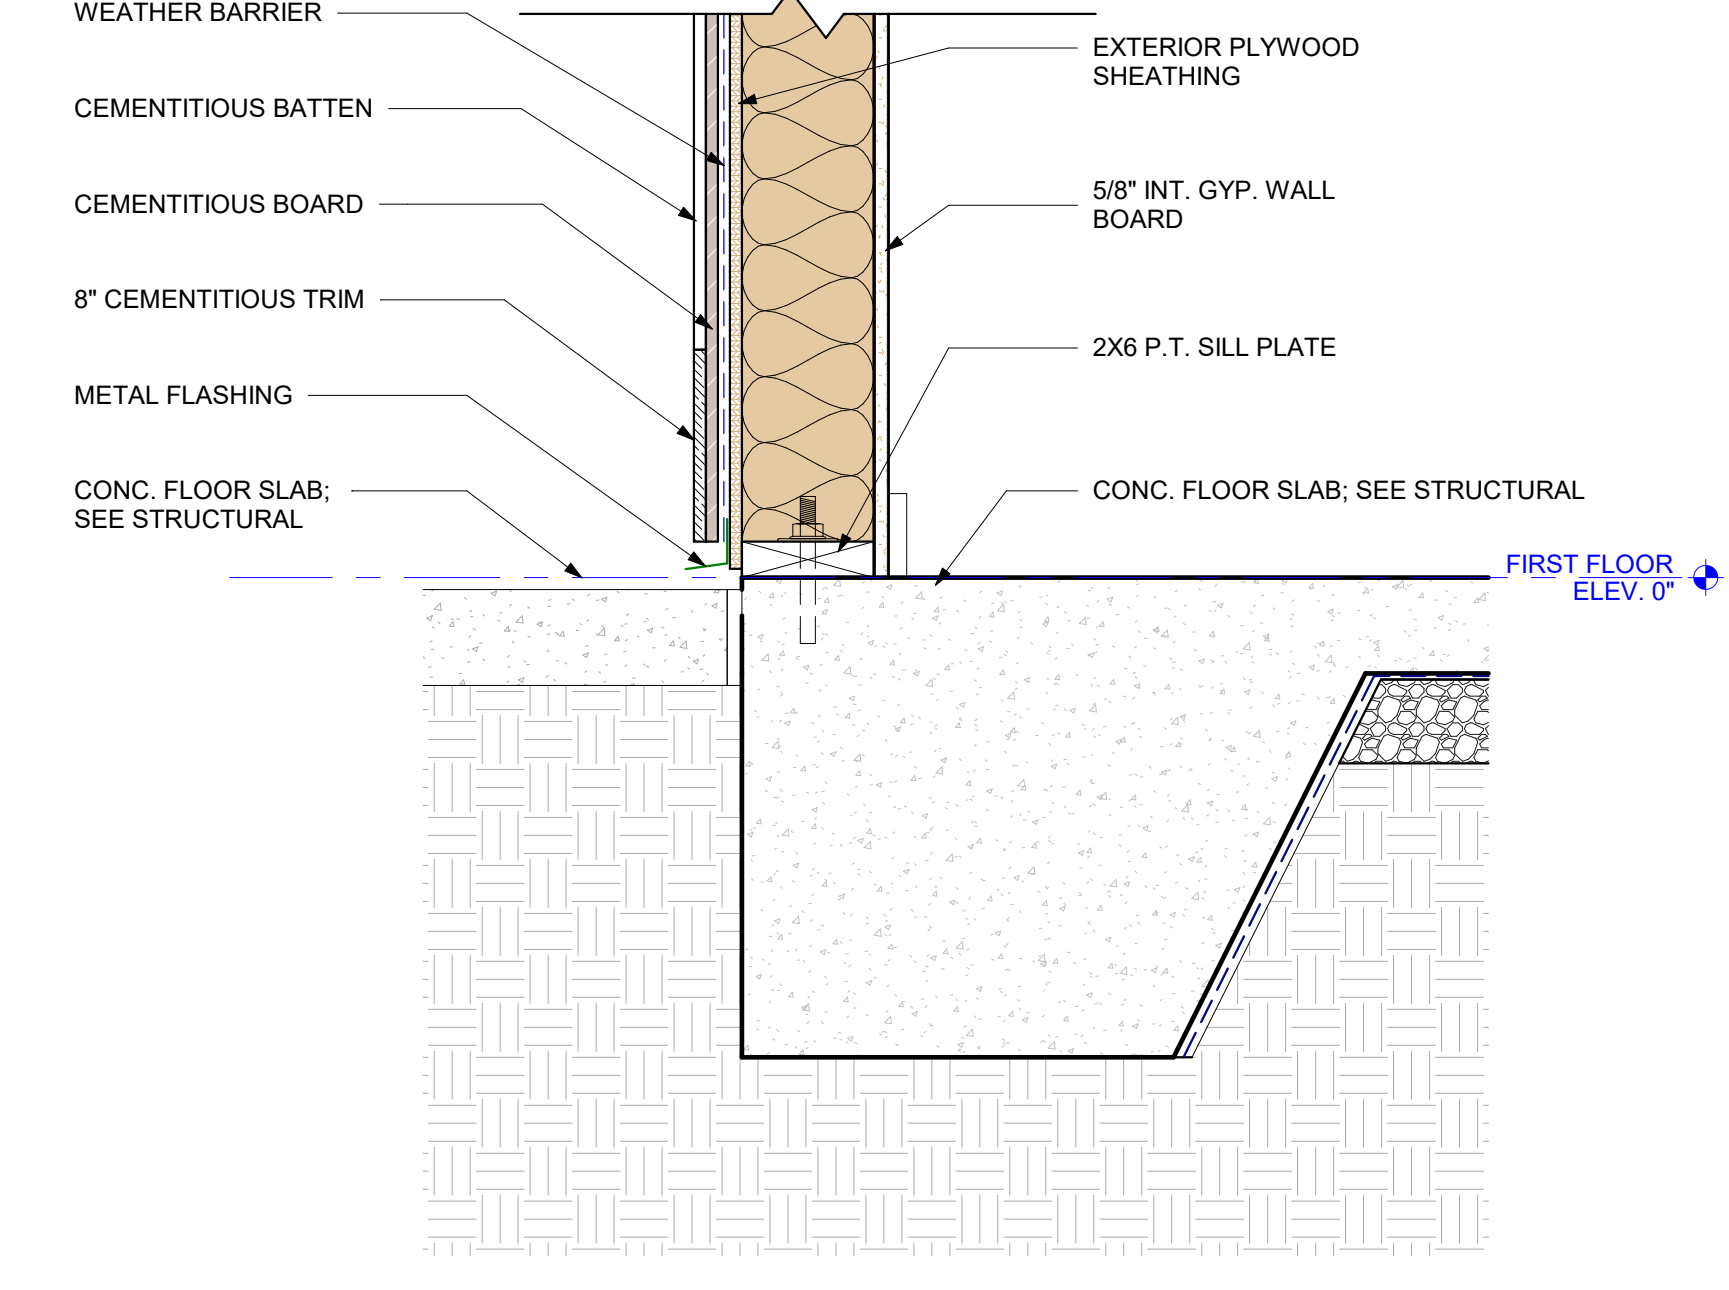 WEATHER BARRIER
CEMENTITIOUS BATTEN
CEMENTITIOUS BOARD
8" CEMENTITIOUS TRIM
METAL FLASHING
CONC. FLOOR SLAB;
SEE STRUCTURAL
EXTERIOR PLYWOOD
SHEATHING
5/8" INT. GYP. WALL
BOARD
2X6 P.T. SILL PLATE
CONC. FLOOR SLAB; SEE STRUCTURAL
FIRST FLOOR
ELEV. 0"